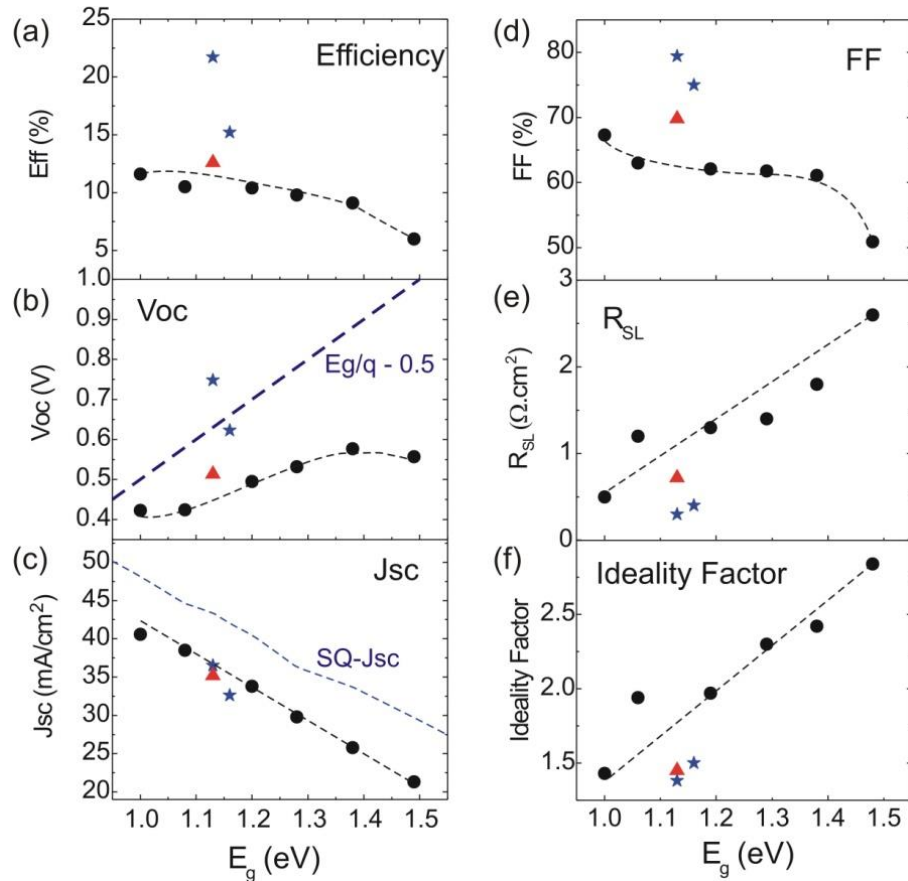 (a)
Efficiency
Eff (%)
25
20
15
10
5
(b)
Voc
Eg/q - 0.5
Voc (V)
1.0
0.9
0.8
0.7
0.6
0.5
0.4
(c)
Jsc
SQ-Jsc
Jsc (mA/cm²)
50
45
40
35
30
25
20
1.0 1.1 1.2 1.3 1.4 1.5
E_g (eV)
(d)
FF
FF (%)
80
70
60
50
(e)
R_SL
R_SL (Ω.cm²)
3
2
1
0
(f)
Ideality Factor
Ideality Factor
2.5
2.0
1.5
1.0 1.1 1.2 1.3 1.4 1.5
E_g (eV)